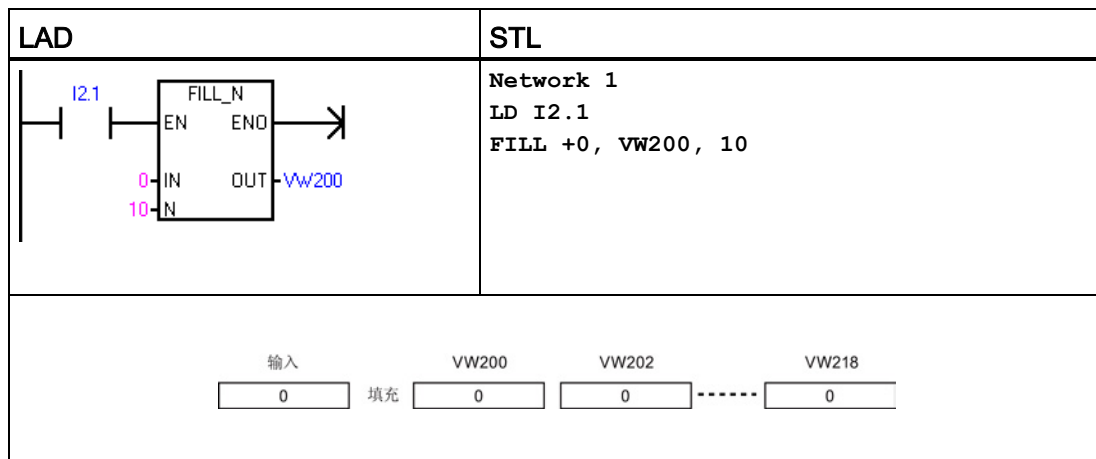 LAD
STL
I2.1
FILL_N
EN ENO
0 IN OUT VW200
10 N
Network 1
LD I2.1
FILL +0, VW200, 10
输入 VW200 VW202 VW218
0 填充 0 0 ------ 0